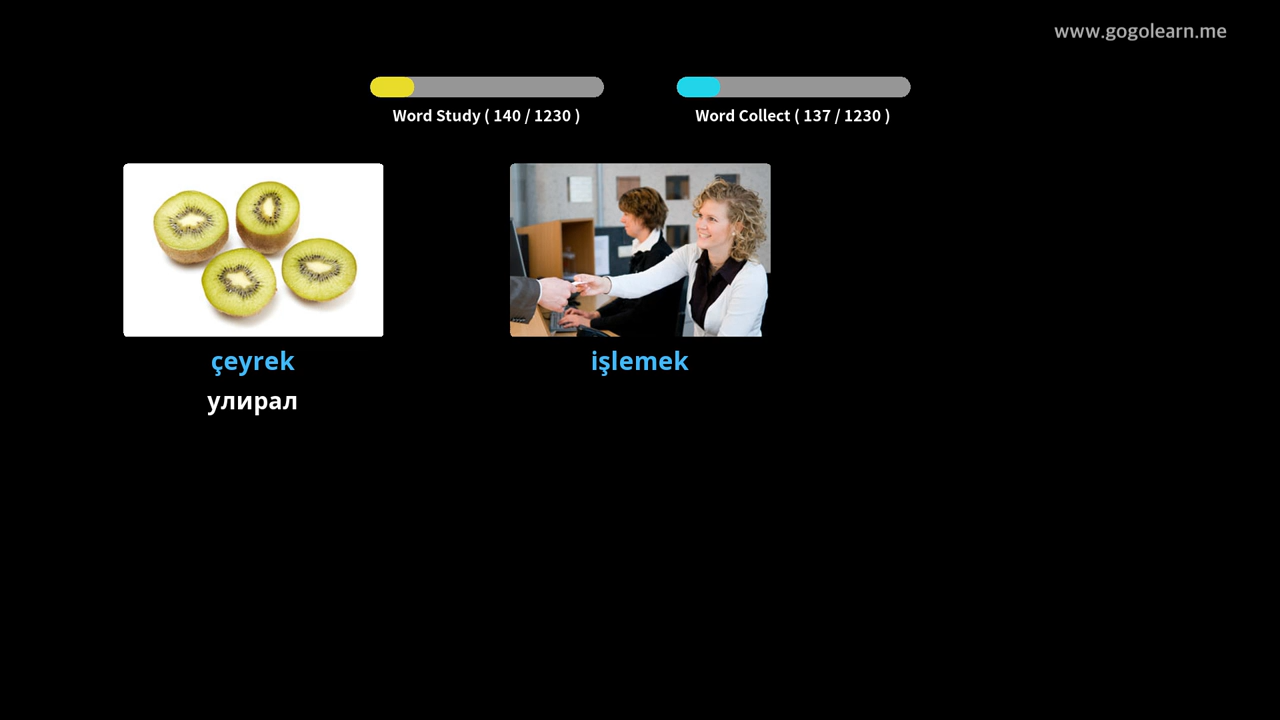 www.gogolearn.me
Word Study ( 140 / 1230 )
Word Collect ( 137 / 1230 )
çeyrek
улирал
işlemek